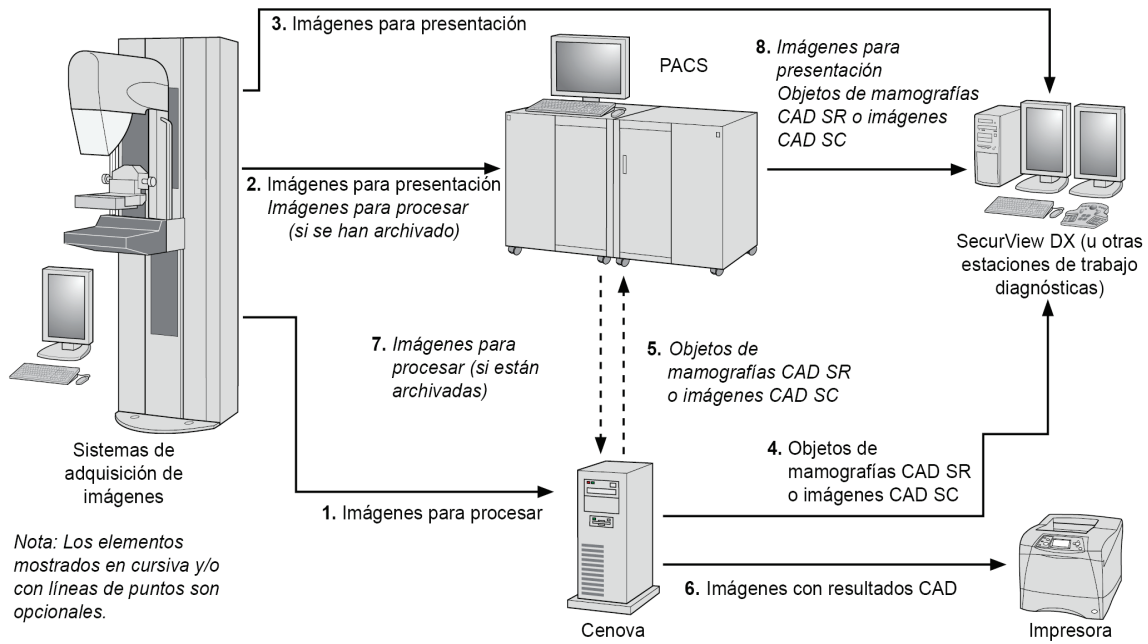 3. Imágenes para presentación
PACS
8. Imágenes para
presentación
Objetos de mamografías
CAD SR o imágenes
CAD SC
2. Imágenes para presentación
Imágenes para procesar
(si se han archivado)
SecurView DX (u otras
estaciones de trabajo
diagnósticas)
7. Imágenes para
procesar (si están
archivadas)
5. Objetos de
mamografías CAD SR
o imágenes CAD SC
Sistemas de
adquisición de
imágenes
4. Objetos de
mamografías CAD SR
o imágenes CAD SC
1. Imágenes para procesar
Nota: Los elementos
mostrados en cursiva y/o
con líneas de puntos son
opcionales.
6. Imágenes con resultados CAD
Cenova
Impresora